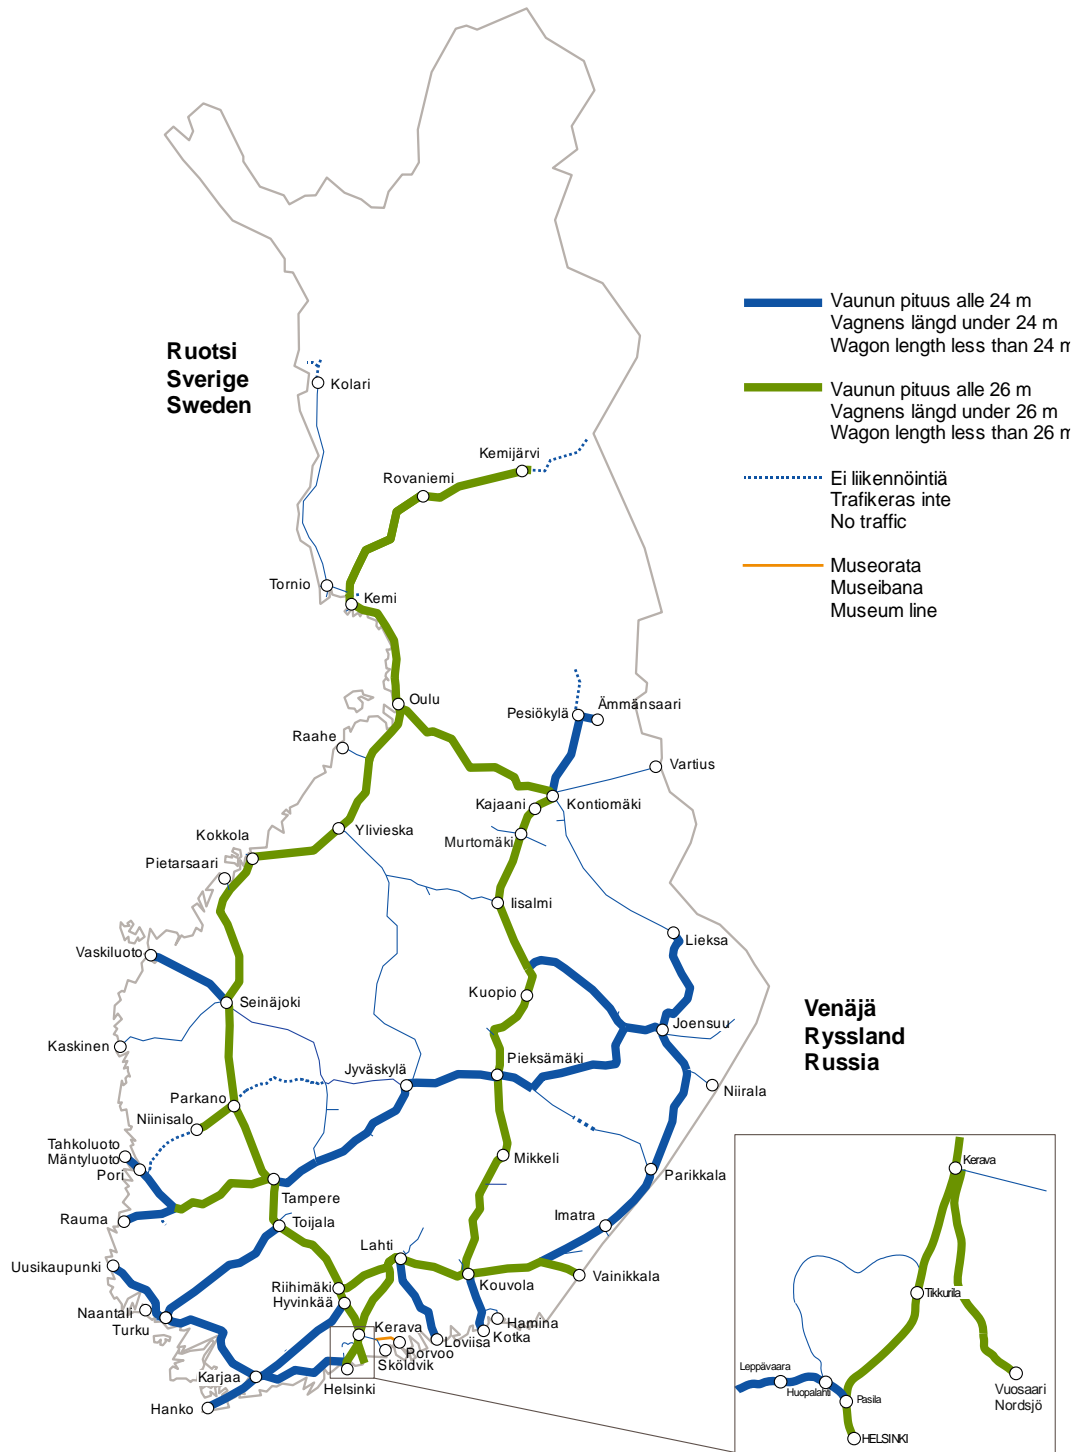 Vaunun pituus alle 24 m
Vagnens längd under 24 m
Wagon length less than 24 m
Ruotsi
Sverige
Sweden
Kolari
Vaunun pituus alle 26 m
Vagnens längd under 26 m
Wagon length less than 26 m
Kemijärvi
Rovaniemi
Ei liikennöintiä
Trafikeras inte
No traffic
Museorata
Museibana
Museum line
Tornio
Kemi
Oulu
Pesiökylä
Ämmänsaari
Raahe
Vartius
Kajaani
Kontiomäki
Ylivieska
Kokkola
Murtomäki
Pietarsaari
Iisalmi
Lieksa
Vaskiluoto
Kuopio
Seinäjoki
Joensuu
Venäjä
Ryssland
Russia
Kaskinen
Pieksämäki
Jyväskylä
Niirala
Parkano
Niinisalo
Tahkoluoto
Mäntyluoto
Pori
Mikkeli
Parikkala
Tampere
Rauma
Toijala
Imatra
Lahti
Uusikaupunki
Kouvola
Vainikkala
Riihimäki
Hyvinkää
Naantali
Turku
Hamina
Kotka
Kerava
Loviisa
Porvoo
Sköldvik
Karjaa
Helsinki
Hanko
Kerava
Tikkurila
Leppävaara
Huopalahti
Pasila
Vuosaari
Nordsjö
HELSINKI